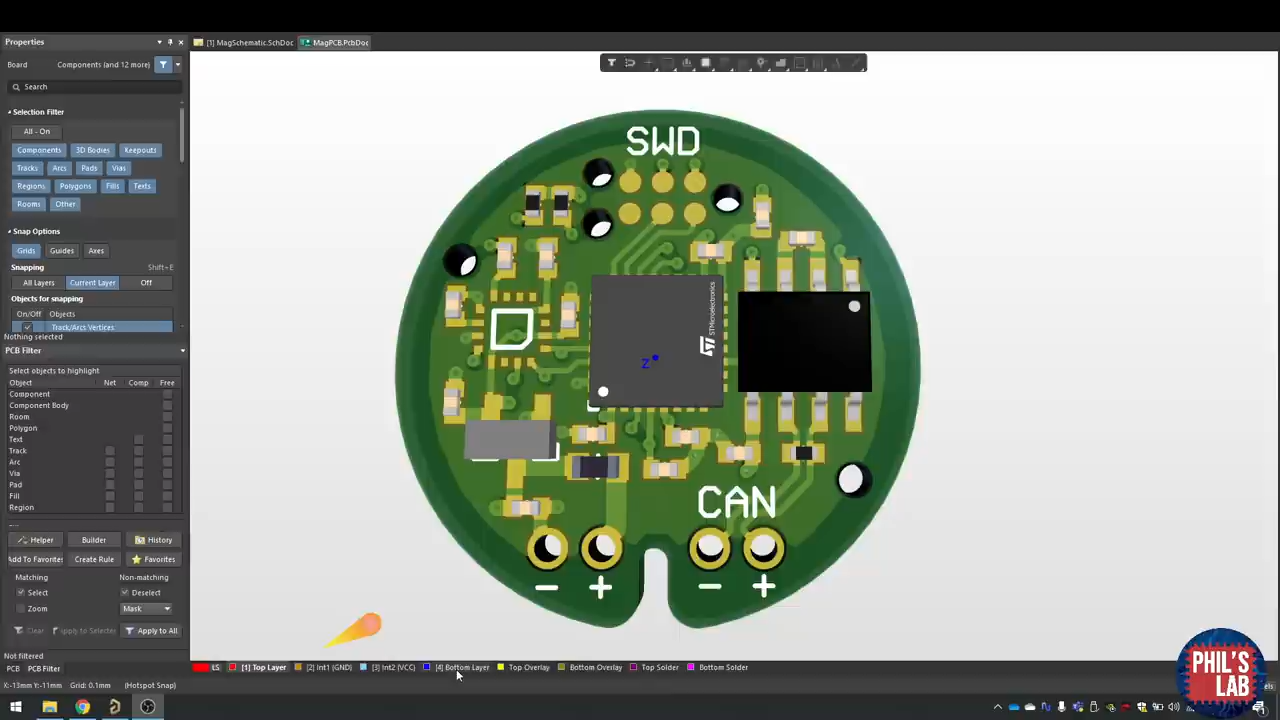 Properties
[1] MagSchematic.SchDoc
MagPCB.PcbDoc
Board
Components (and 12 more)
Search
Selection Filter
All - On
Components
3D Bodies
Keepouts
Tracks
Arcs
Pads
Vias
Regions
Polygons
Fills
Texts
Rooms
Other
Snap Options
Grids
Guides
Axes
Snapping
Shift+E
All Layers
Current Layer
Off
Objects for snapping
On/Off
Objects
Track/Arcs Vertices
Nothing selected
PCB Filter
Select objects to highlight
Object
Net
Comp
Free
Component
Component Body
Room
Polygon
Text
Track
Arc
Via
Pad
Fill
Region
Helper
Builder
History
Add To Favorite
Create Rule
Favorites
Matching
Non-matching
Select
Deselect
Zoom
Mask
Clear
Apply to Selected
Apply to All
Not filtered
PCB
PCB Filter
X:-13mm Y:-11mm
Grid: 0.1mm
(Hotspot Snap)
SWD
STMicroelectronics
ST
Z
CAN
−
+
−
+
LS
[1] Top Layer
[2] Int1 (GND)
[3] Int2 (VCC)
[4] Bottom Layer
Top Overlay
Bottom Overlay
Top Solder
Bottom Solder
PHIL'S
LAB